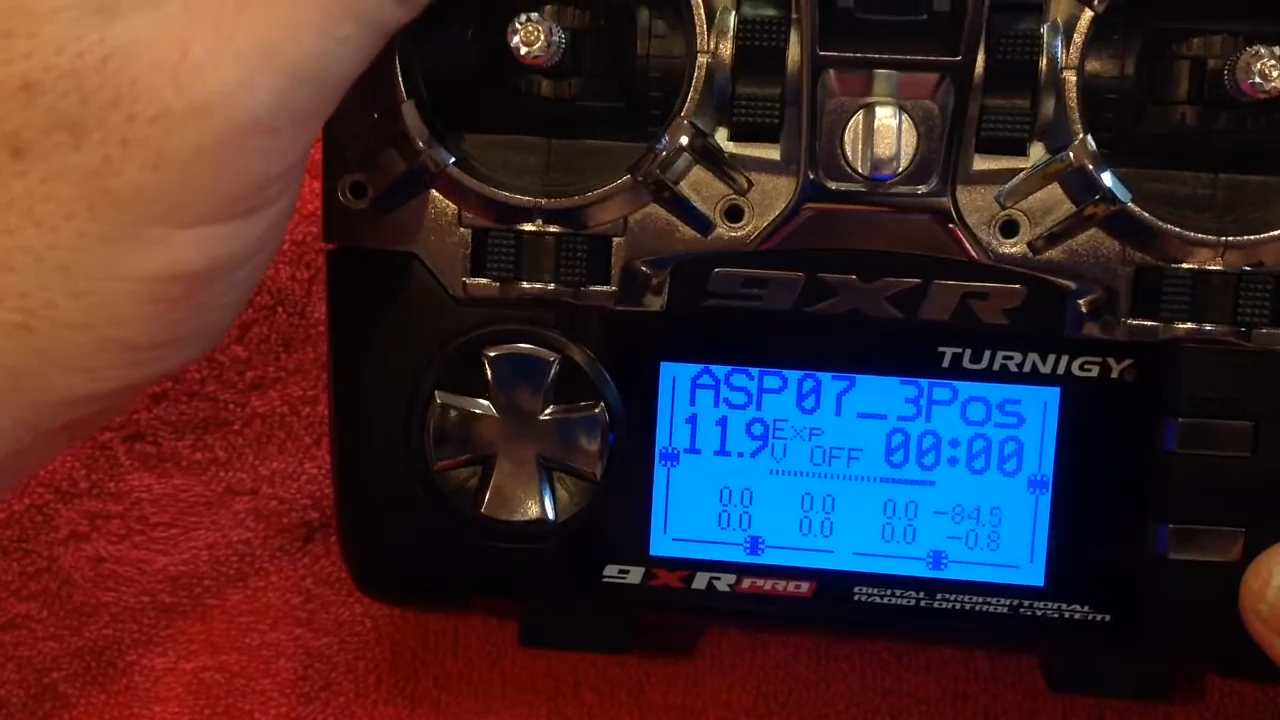 9XR
TURNIGY
ASP07_3Pos
11.9 Exp 00:00
V OFF
0.0 0.0 0.0 -84.5
0.0 0.0 0.0 -0.8
9XR PRO
DIGITAL PROPORTIONAL
RADIO CONTROL SYSTEM